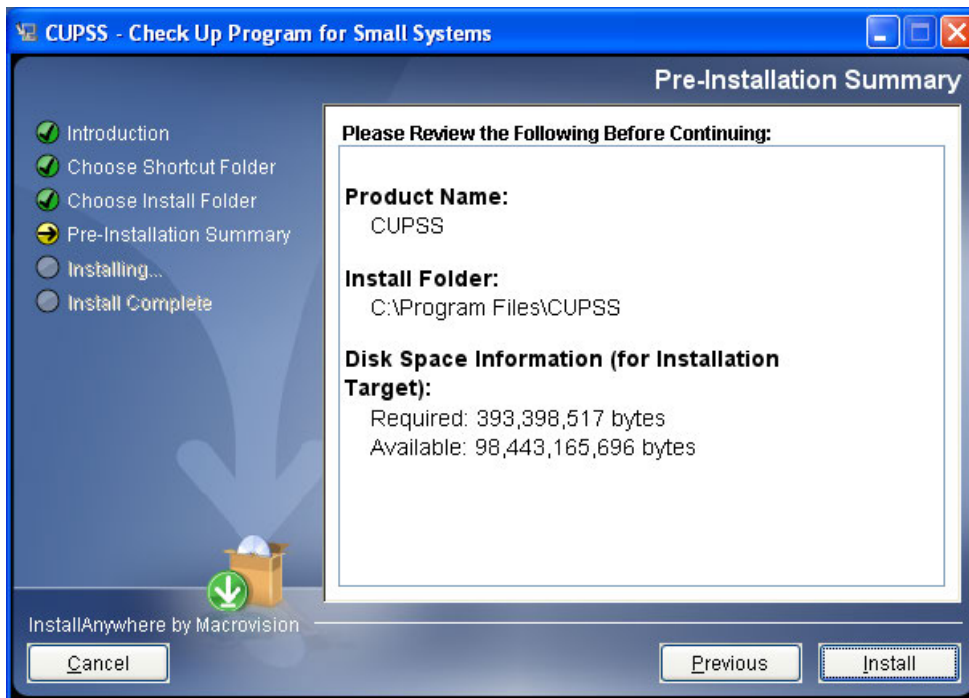 CUPSS - Check Up Program for Small Systems
Pre-Installation Summary
Introduction
Choose Shortcut Folder
Choose Install Folder
Pre-Installation Summary
Installing...
Install Complete
Please Review the Following Before Continuing:
Product Name:
CUPSS
Install Folder:
C:\Program Files\CUPSS
Disk Space Information (for Installation
Target):
Required: 393,398,517 bytes
Available: 98,443,165,696 bytes
InstallAnywhere by Macrovision
Cancel
Previous
Install